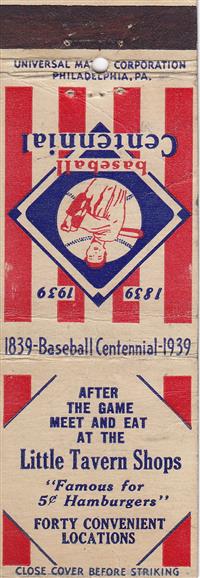 UNIVERSAL MATCH CORPORATION
PHILADELPHIA, PA.
baseball
Centennial
1839 1939
1839-Baseball Centennial-1939
AFTER
THE GAME
MEET AND EAT
AT THE
Little Tavern Shops
"Famous for
5¢ Hamburgers"
FORTY CONVENIENT
LOCATIONS
CLOSE COVER BEFORE STRIKING